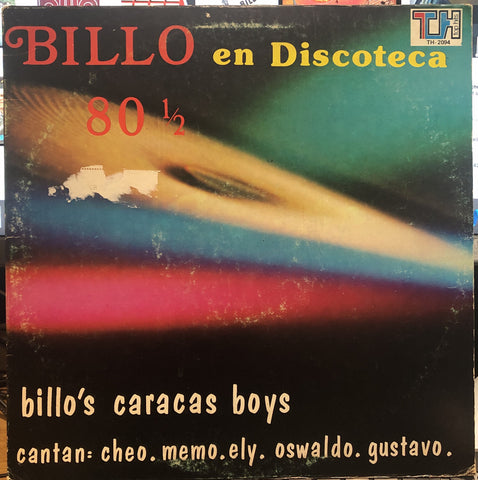 BILLO en Discoteca
TH
TH-2094
80 ½
billo's caracas boys
cantan: cheo. memo. ely. oswaldo. gustavo.